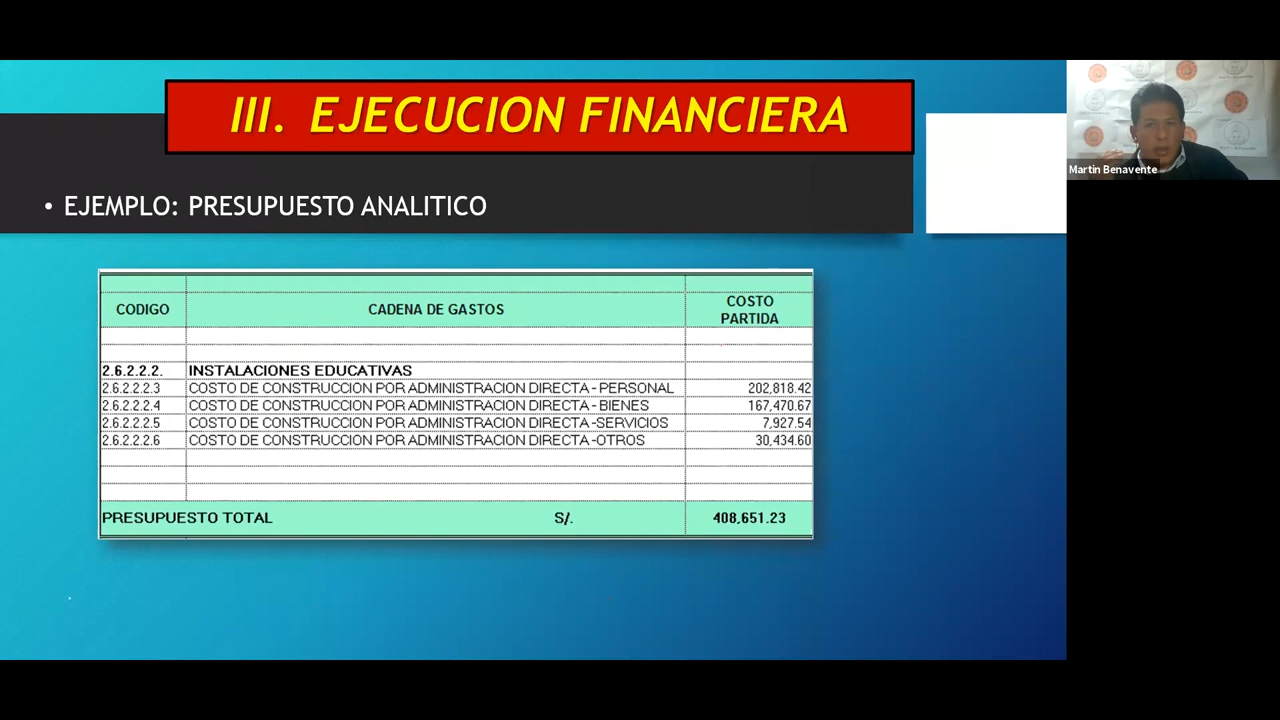 III. EJECUCION FINANCIERA
• EJEMPLO: PRESUPUESTO ANALITICO
Martin Benavente
CODIGO CADENA DE GASTOS COSTO PARTIDA
2.6.2.2.2. INSTALACIONES EDUCATIVAS
2.6.2.2.2.3 COSTO DE CONSTRUCCION POR ADMINISTRACION DIRECTA - PERSONAL 202,818.42
2.6.2.2.2.4 COSTO DE CONSTRUCCION POR ADMINISTRACION DIRECTA - BIENES 167,470.67
2.6.2.2.2.5 COSTO DE CONSTRUCCION POR ADMINISTRACION DIRECTA -SERVICIOS 7,927.54
2.6.2.2.2.6 COSTO DE CONSTRUCCION POR ADMINISTRACION DIRECTA -OTROS 30,434.60
PRESUPUESTO TOTAL S/. 408,651.23